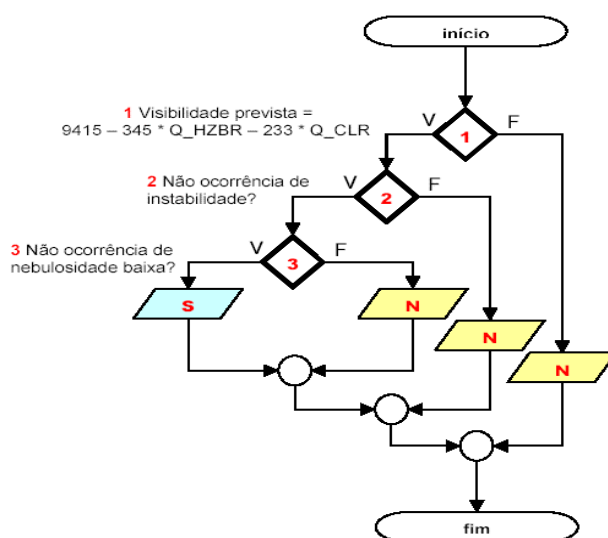 início
1 Visibilidade prevista =
9415 – 345 * Q_HZBR – 233 * Q_CLR
V
1
F
2 Não ocorrência de
instabilidade?
V
2
F
3 Não ocorrência de
nebulosidade baixa?
V
3
F
S
N
N
N
fim